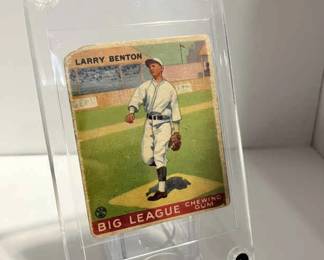 LARRY BENTON
BIG LEAGUE CHEWING GUM